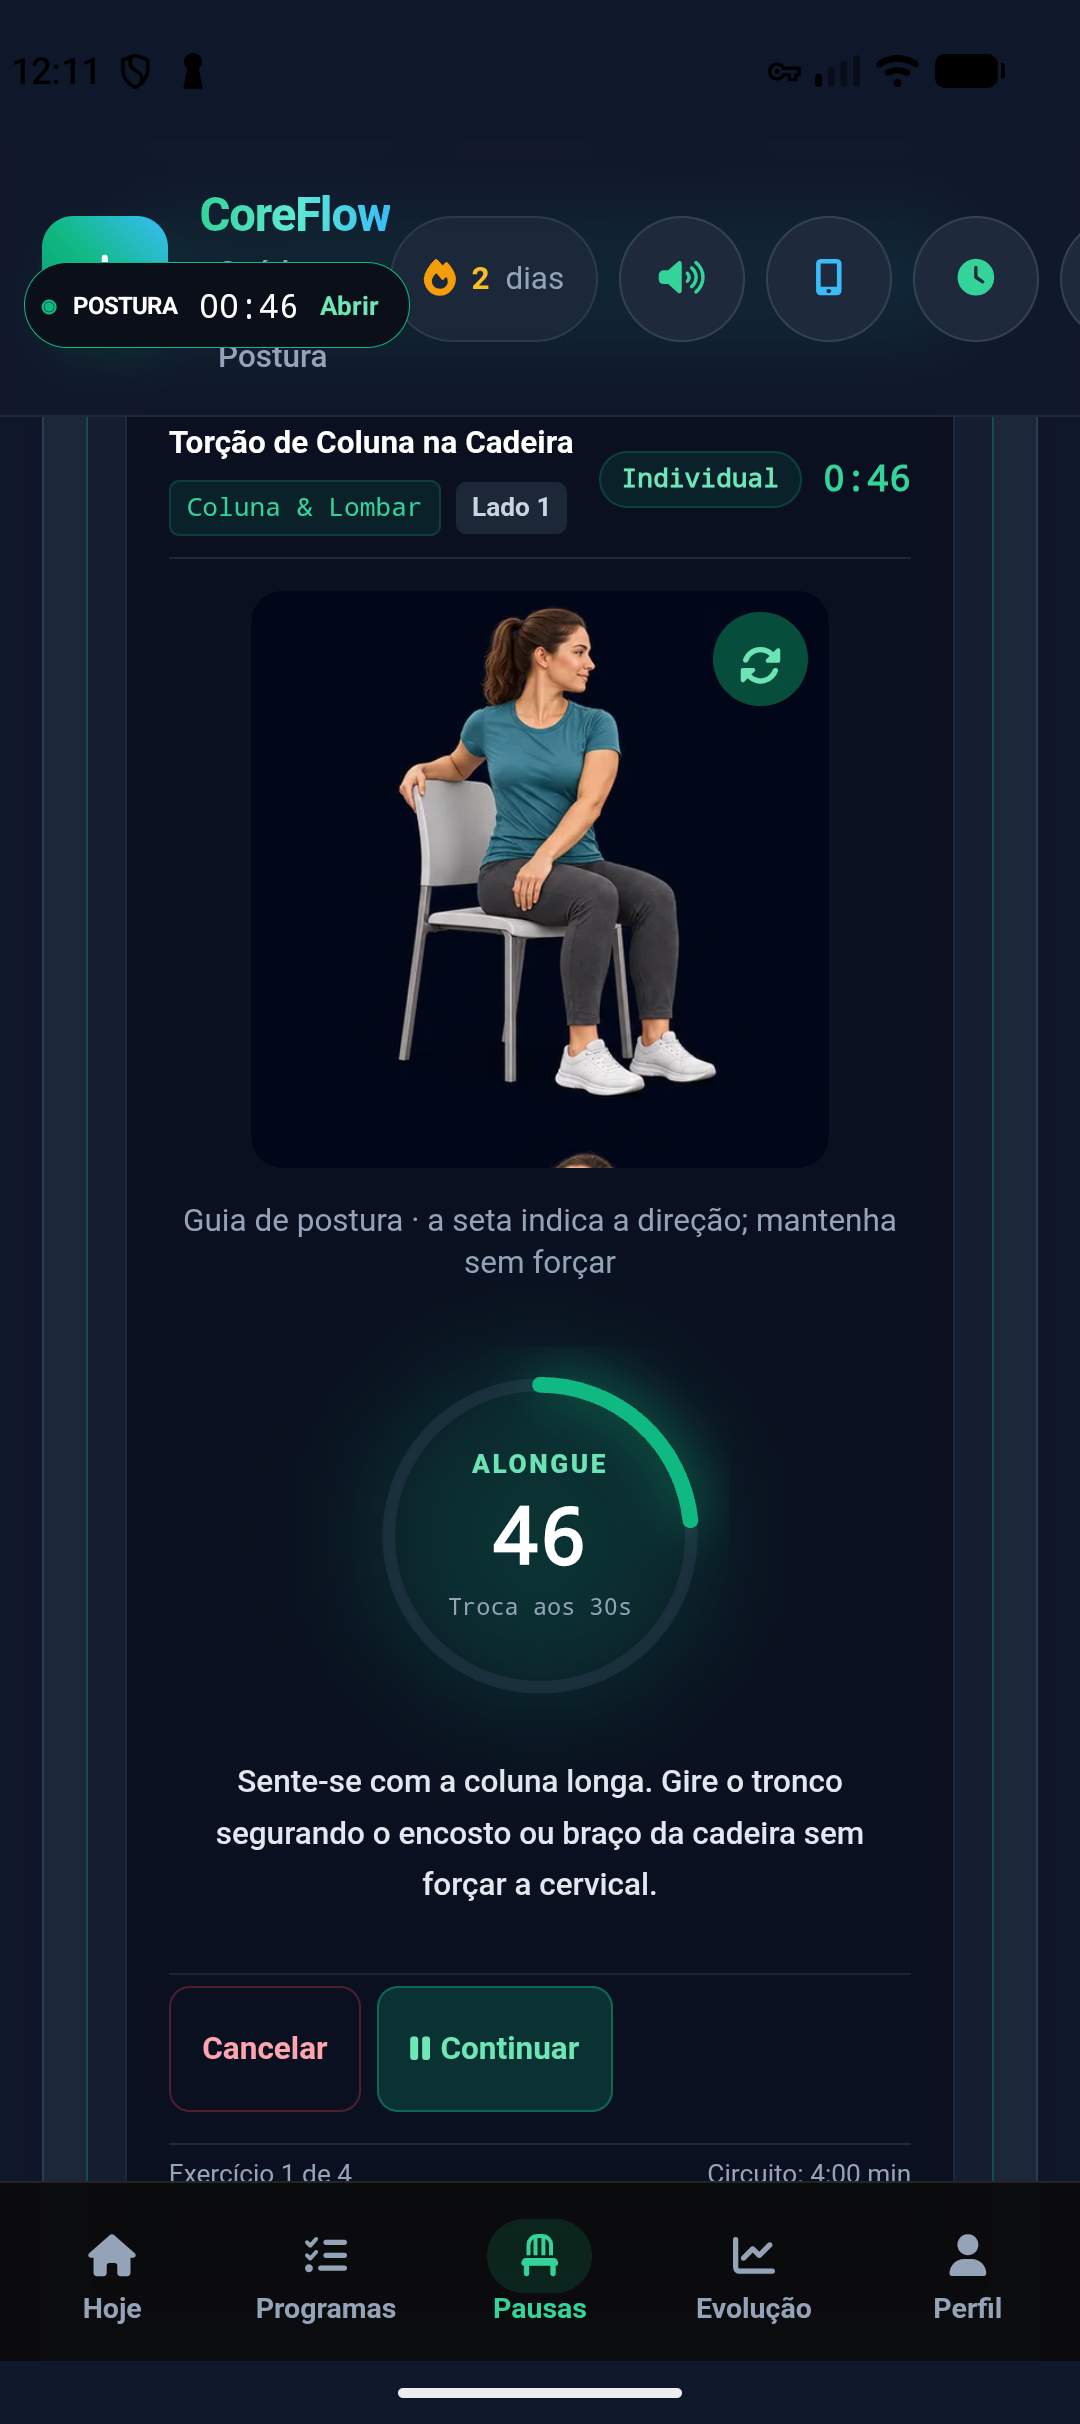 12:11
CoreFlow
POSTURA 00:46 Abrir
2 dias
Postura
Torção de Coluna na Cadeira
Coluna & Lombar
Lado 1
Individual
0:46
Guia de postura · a seta indica a direção; mantenha
sem forçar
ALONGUE
46
Troca aos 30s
Sente-se com a coluna longa. Gire o tronco
segurando o encosto ou braço da cadeira sem
forçar a cervical.
Cancelar
Continuar
Exercício 1 de 4
Circuito: 4:00 min
Hoje
Programas
Pausas
Evolução
Perfil